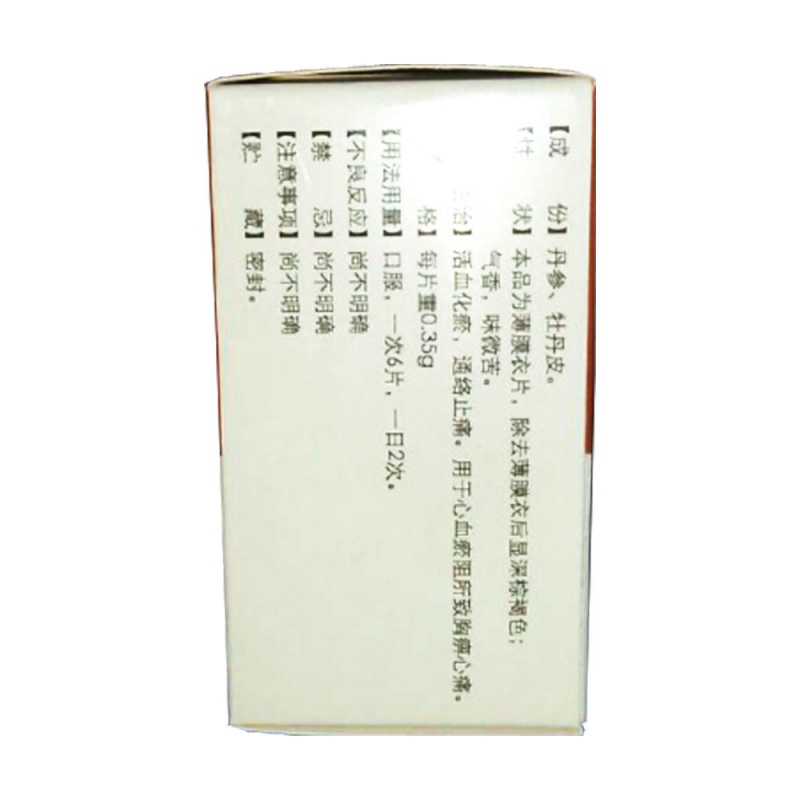 【成 份】丹参、牡丹皮。
【性 状】本品为薄膜衣片，除去薄膜衣后显深棕褐色；
气香，味微苦。
治】活血化瘀，通络止痛。用于心血瘀阻所致胸痹心痛。
格】每片重0.35g
【用法用量】口服，一次6片，一日2次。
【不良反应】尚不明确
【禁 忌】尚不明确
【注意事项】尚不明确
【贮 藏】密封。